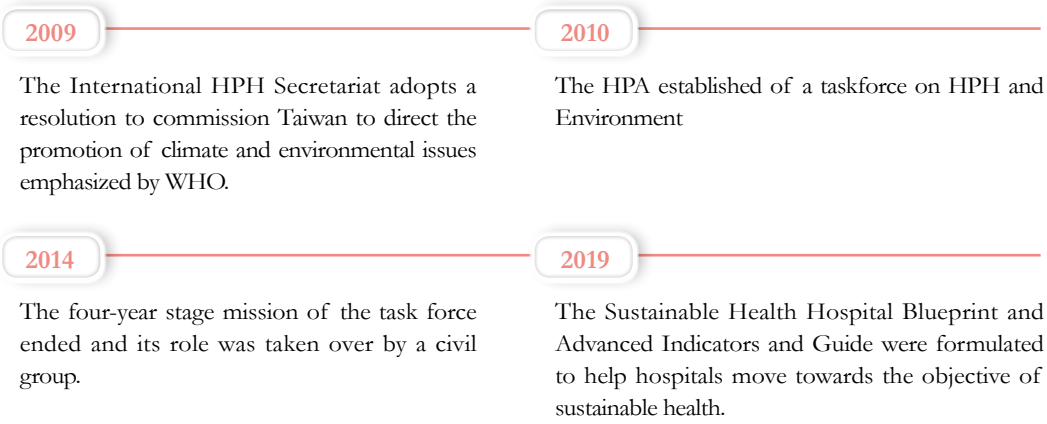 2009
The International HPH Secretariat adopts a
resolution to commission Taiwan to direct the
promotion of climate and environmental issues
emphasized by WHO.
2010
The HPA established of a taskforce on HPH and
Environment
2014
The four-year stage mission of the task force
ended and its role was taken over by a civil
group.
2019
The Sustainable Health Hospital Blueprint and
Advanced Indicators and Guide were formulated
to help hospitals move towards the objective of
sustainable health.